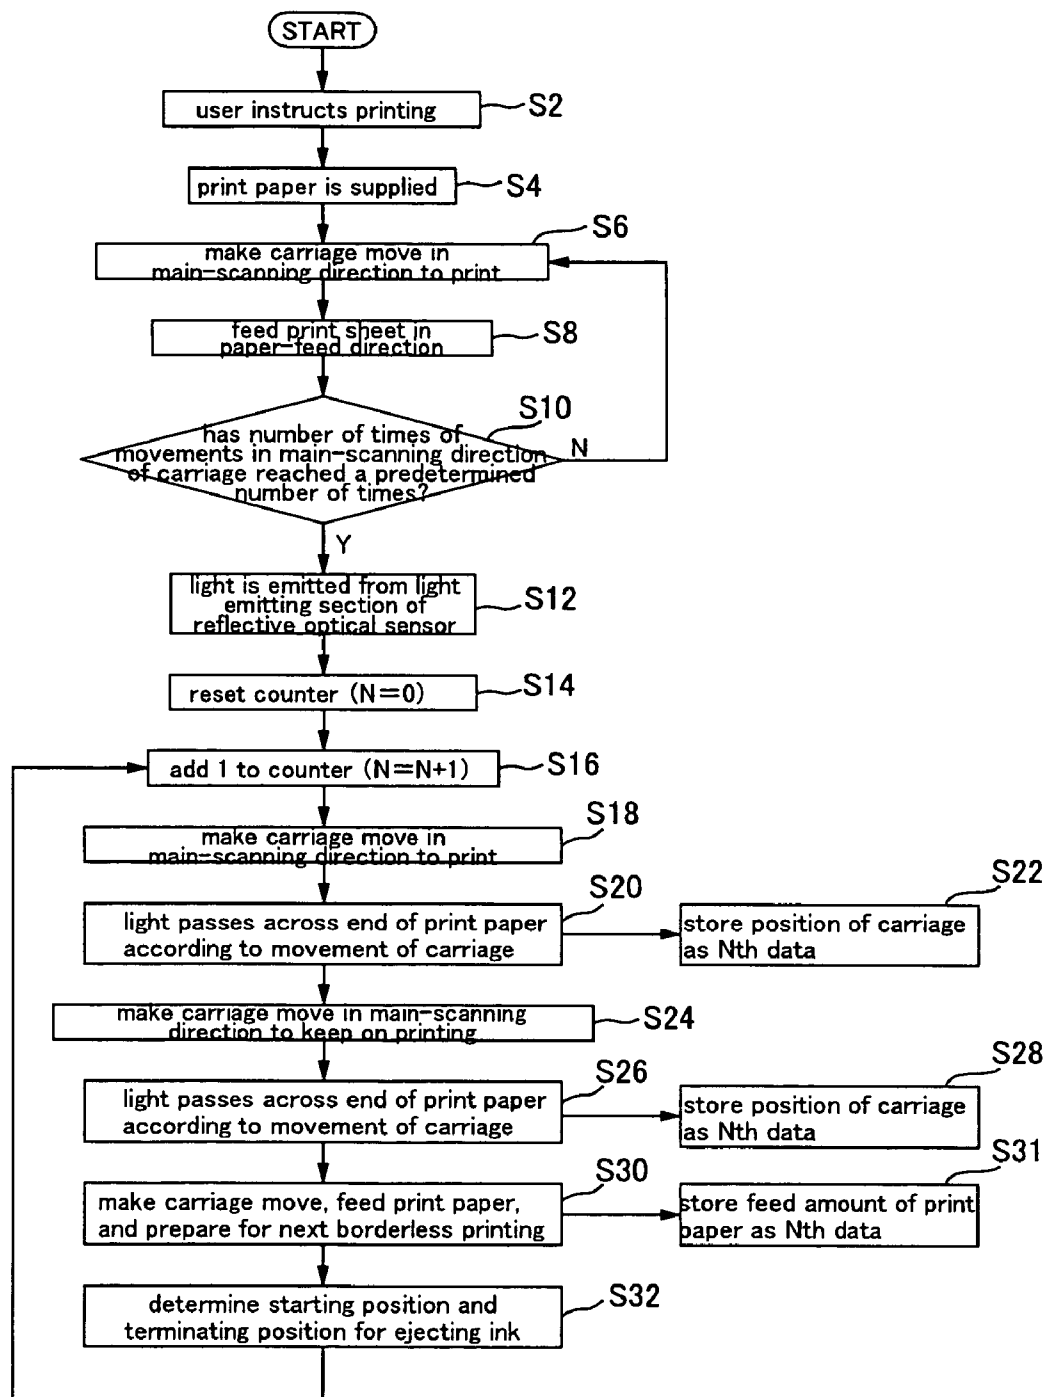 START
user instructs printing
S2
print paper is supplied
S4
S6
make carriage move in
main-scanning direction to print
feed print sheet in
paper-feed direction
S8
S10
has number of times of
movements in main-scanning direction
of carriage reached a predetermined
number of times?
N
Y
light is emitted from light
emitting section of
reflective optical sensor
S12
reset counter (N=0)
S14
add 1 to counter (N=N+1)
S16
S18
make carriage move in
main-scanning direction to print
S20
light passes across end of print paper
according to movement of carriage
S22
store position of carriage
as Nth data
make carriage move in main-scanning
direction to keep on printing
S24
S26
light passes across end of print paper
according to movement of carriage
S28
store position of carriage
as Nth data
S30
make carriage move, feed print paper,
and prepare for next borderless printing
S31
store feed amount of print
paper as Nth data
determine starting position and
terminating position for ejecting ink
S32